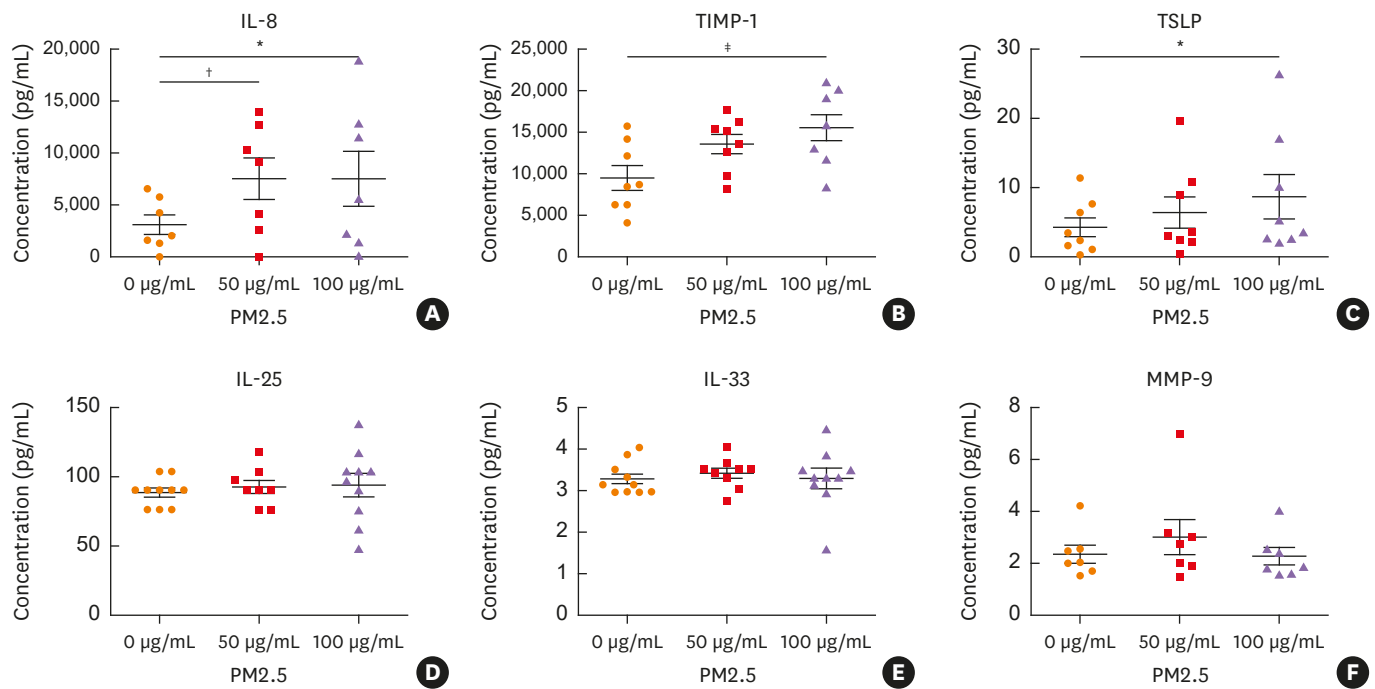 IL-8
Concentration (pg/mL)
20,000
15,000
10,000
5,000
0
*
†
0 µg/mL 50 µg/mL 100 µg/mL
PM2.5
A
TIMP-1
Concentration (pg/mL)
25,000
20,000
15,000
10,000
5,000
0
‡
0 µg/mL 50 µg/mL 100 µg/mL
PM2.5
B
TSLP
Concentration (pg/mL)
30
20
10
0
*
0 µg/mL 50 µg/mL 100 µg/mL
PM2.5
C
IL-25
Concentration (pg/mL)
150
100
50
0
0 µg/mL 50 µg/mL 100 µg/mL
PM2.5
D
IL-33
Concentration (pg/mL)
5
4
3
2
1
0
0 µg/mL 50 µg/mL 100 µg/mL
PM2.5
E
MMP-9
Concentration (pg/mL)
8
6
4
2
0
0 µg/mL 50 µg/mL 100 µg/mL
PM2.5
F